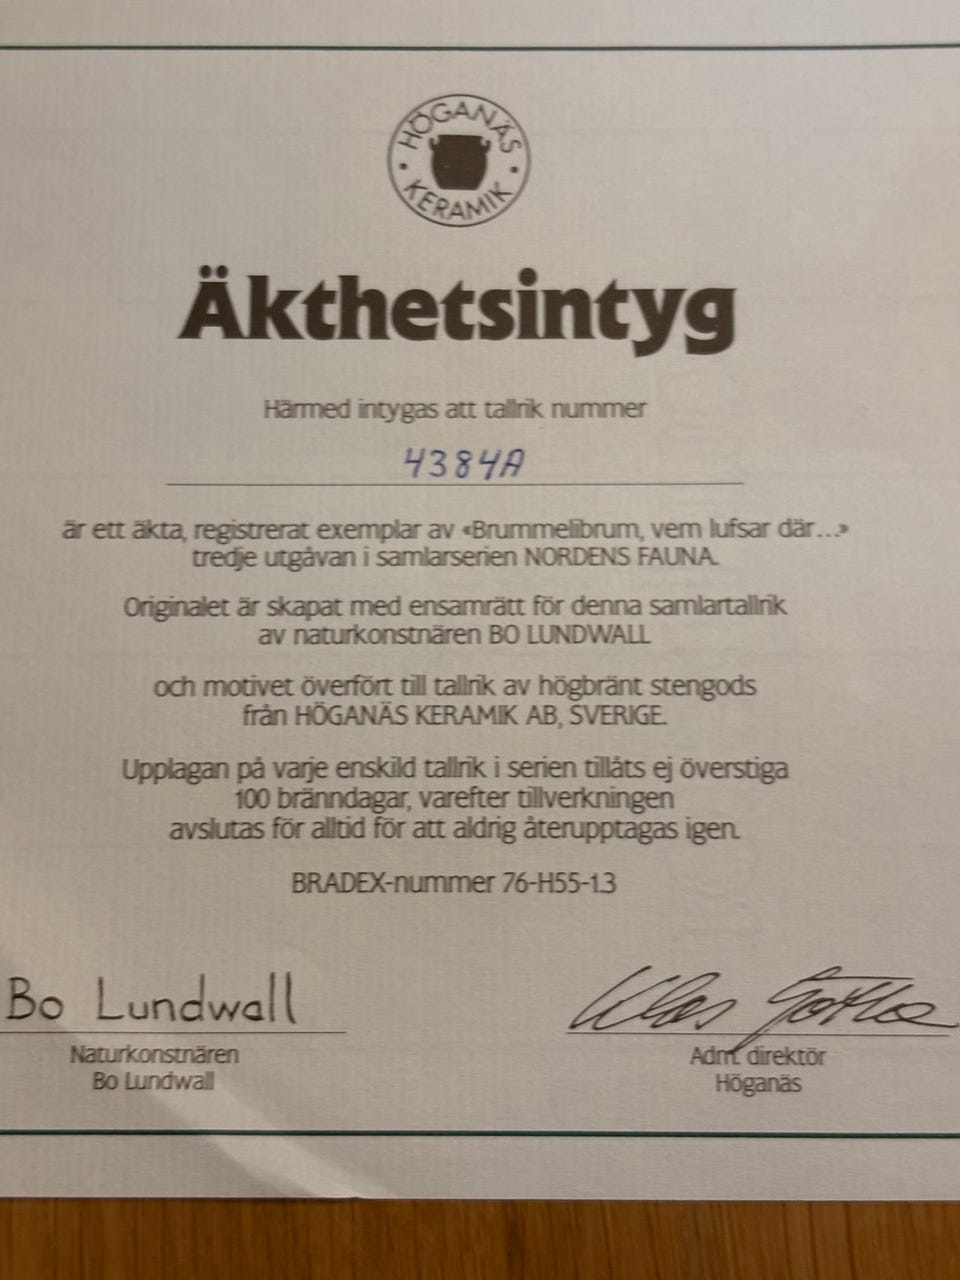 HÖGANÄS
KERAMIK
Äkthetsintyg
Härmed intygas att tallrik nummer
4384A
är ett äkta, registrerat exemplar av «Brummelibrum, vem lufsar där...»
tredje utgåvan i samlarserien NORDENS FAUNA.
Originalet är skapat med ensamrätt för denna samlartallrik
av naturkonstnären BO LUNDWALL
och motivet överfört till tallrik av högbränt stengods
från HÖGANÄS KERAMIK AB, SVERIGE.
Upplagan på varje enskild tallrik i serien tillåts ej överstiga
100 bränndagar, varefter tillverkningen
avslutas för alltid för att aldrig återupptagas igen.
BRADEX-nummer 76-H55-1.3
Bo Lundwall
Naturkonstnären
Bo Lundwall
Adm. direktör
Höganäs